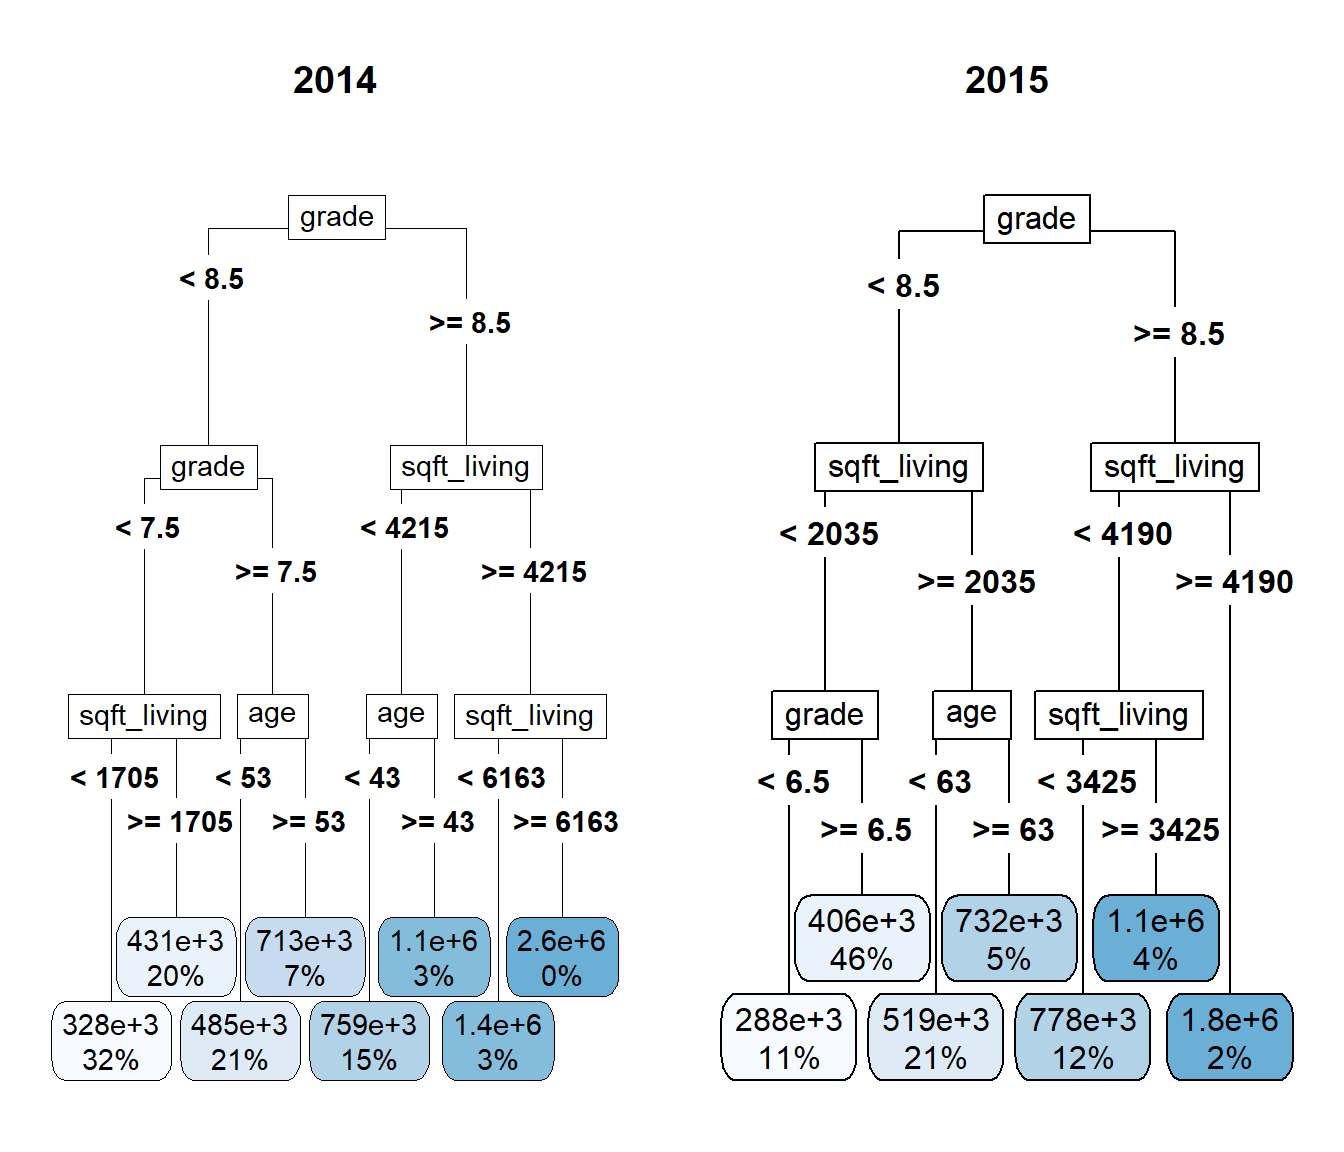 2014
grade
< 8.5
>= 8.5
grade
sqft_living
< 7.5
>= 7.5
< 4215
>= 4215
sqft_living
age
age
sqft_living
< 1705
>= 1705
< 53
>= 53
< 43
>= 43
< 6163
>= 6163
431e+3
20%
713e+3
7%
1.1e+6
3%
2.6e+6
0%
328e+3
32%
485e+3
21%
759e+3
15%
1.4e+6
3%
2015
grade
< 8.5
>= 8.5
sqft_living
sqft_living
< 2035
>= 2035
< 4190
>= 4190
grade
age
sqft_living
< 6.5
>= 6.5
< 63
>= 63
< 3425
>= 3425
406e+3
46%
732e+3
5%
1.1e+6
4%
288e+3
11%
519e+3
21%
778e+3
12%
1.8e+6
2%